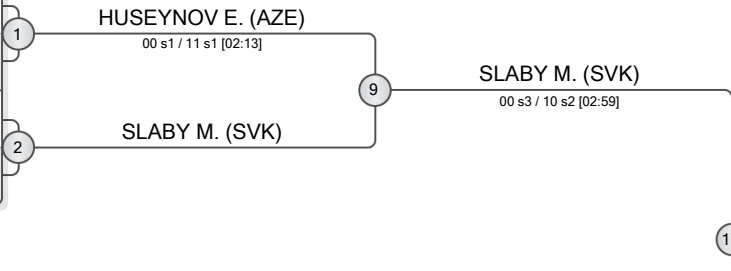 HUSEYNOV E. (AZE)
1
00 s1 / 11 s1 [02:13]
SLABY M. (SVK)
9
00 s3 / 10 s2 [02:59]
SLABY M. (SVK)
2